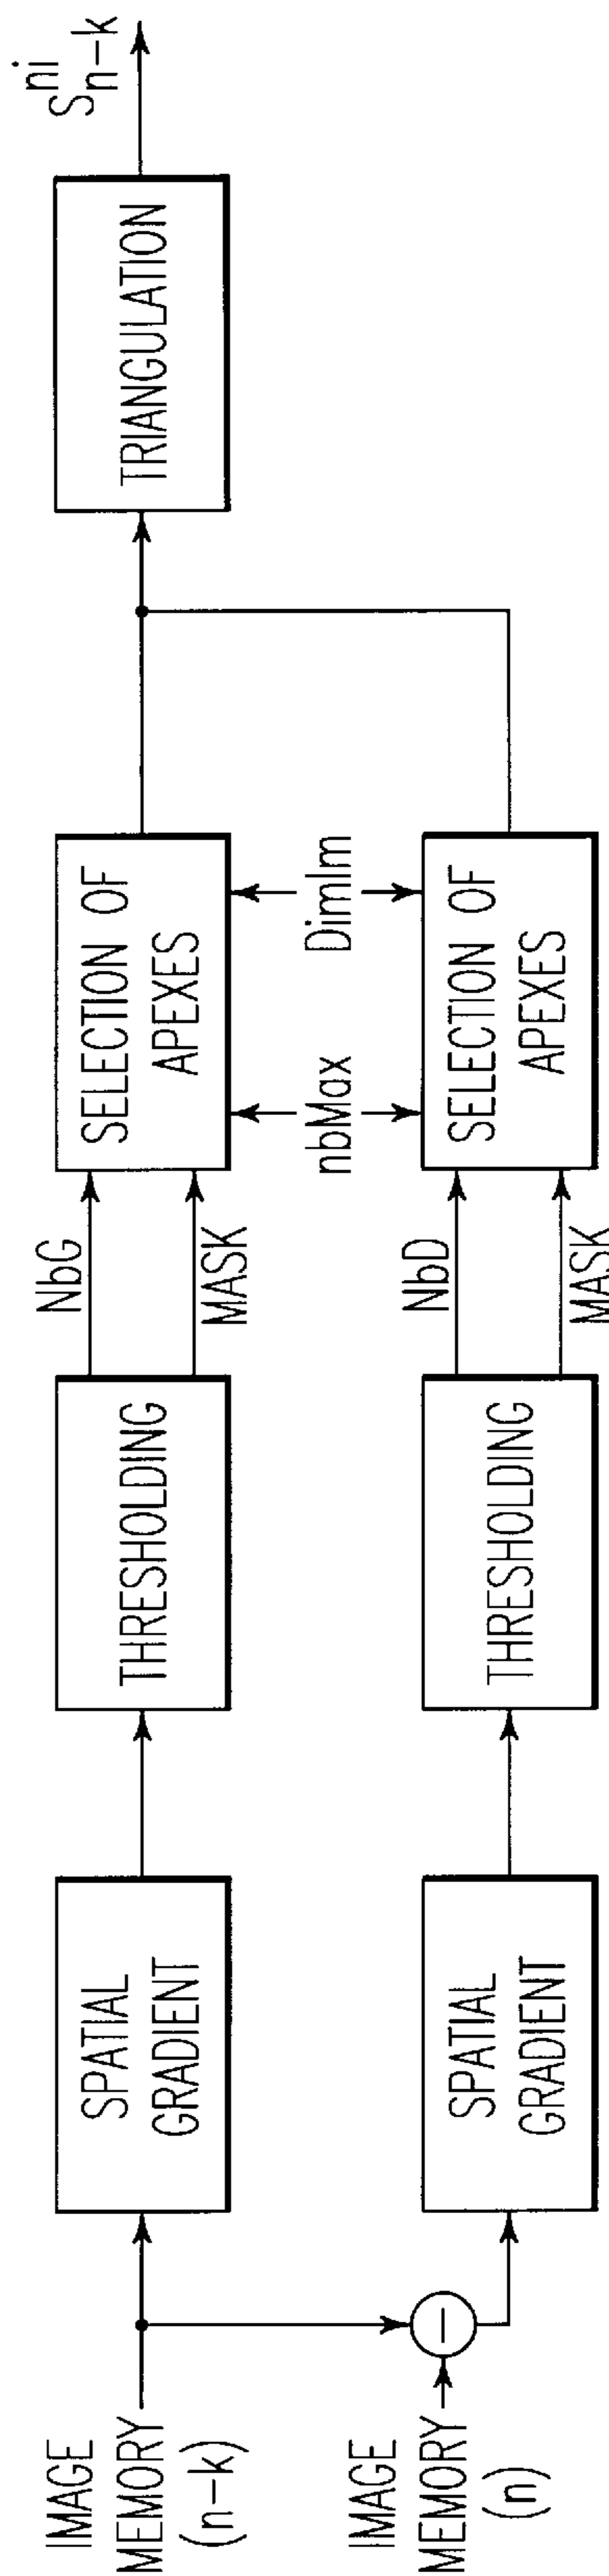 IMAGE
MEMORY
(n-k)
SPATIAL
GRADIENT
THRESHOLDING
NbG
MASK
SELECTION OF
APEXES
TRIANGULATION
S^{ni}_{n-k}
nbMax
DimIm
IMAGE
MEMORY
(n)
−
SPATIAL
GRADIENT
THRESHOLDING
NbD
MASK
SELECTION OF
APEXES